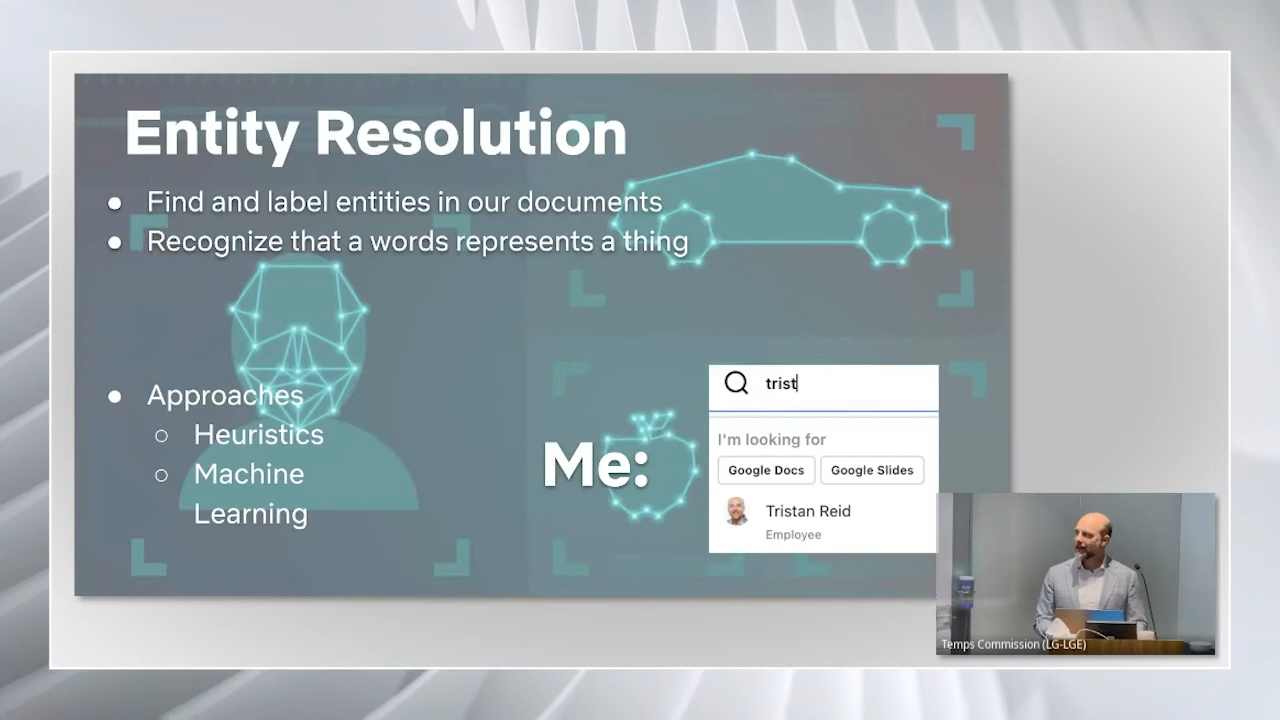 Entity Resolution
● Find and label entities in our documents
● Recognize that a words represents a thing
● Approaches
○ Heuristics
○ Machine
Learning
Me:
trist
I'm looking for
Google Docs Google Slides
Tristan Reid
Employee
Temps Commission (LG-LGE)